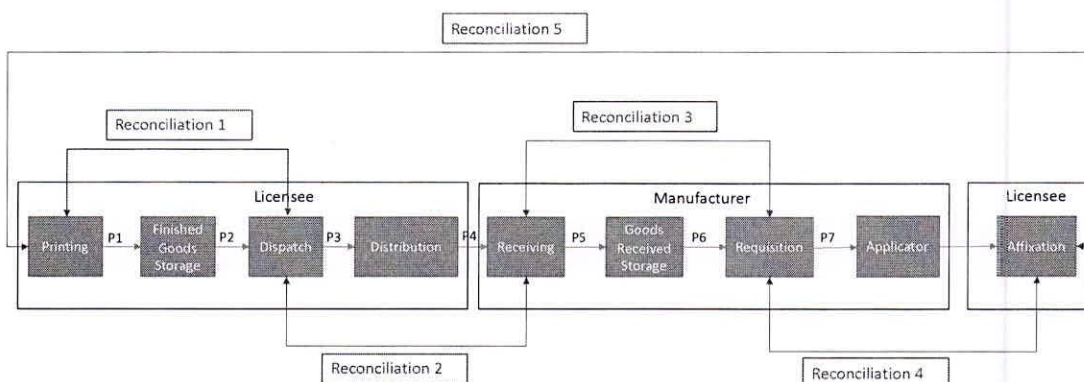 Reconciliation 5
Reconciliation 1
Reconciliation 3
Licensee
Manufacturer
Licensee
Printing
P1
Finished
Goods
Storage
P2
Dispatch
P3
Distribution
P4
Receiving
P5
Goods
Received
Storage
P6
Requisition
P7
Applicator
Affixation
Reconciliation 2
Reconciliation 4